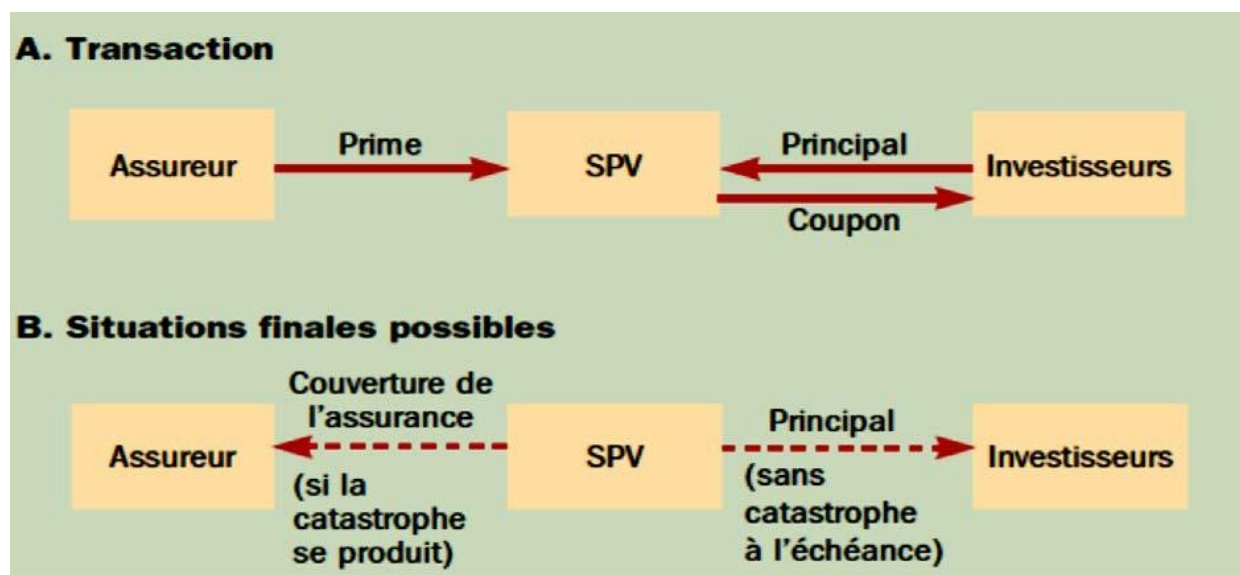 A. Transaction
Assureur
Prime
SPV
Principal
Coupon
Investisseurs
B. Situations finales possibles
Assureur
Couverture de
l'assurance
(si la
catastrophe
se produit)
SPV
Principal
(sans
catastrophe
à l'échéance)
Investisseurs